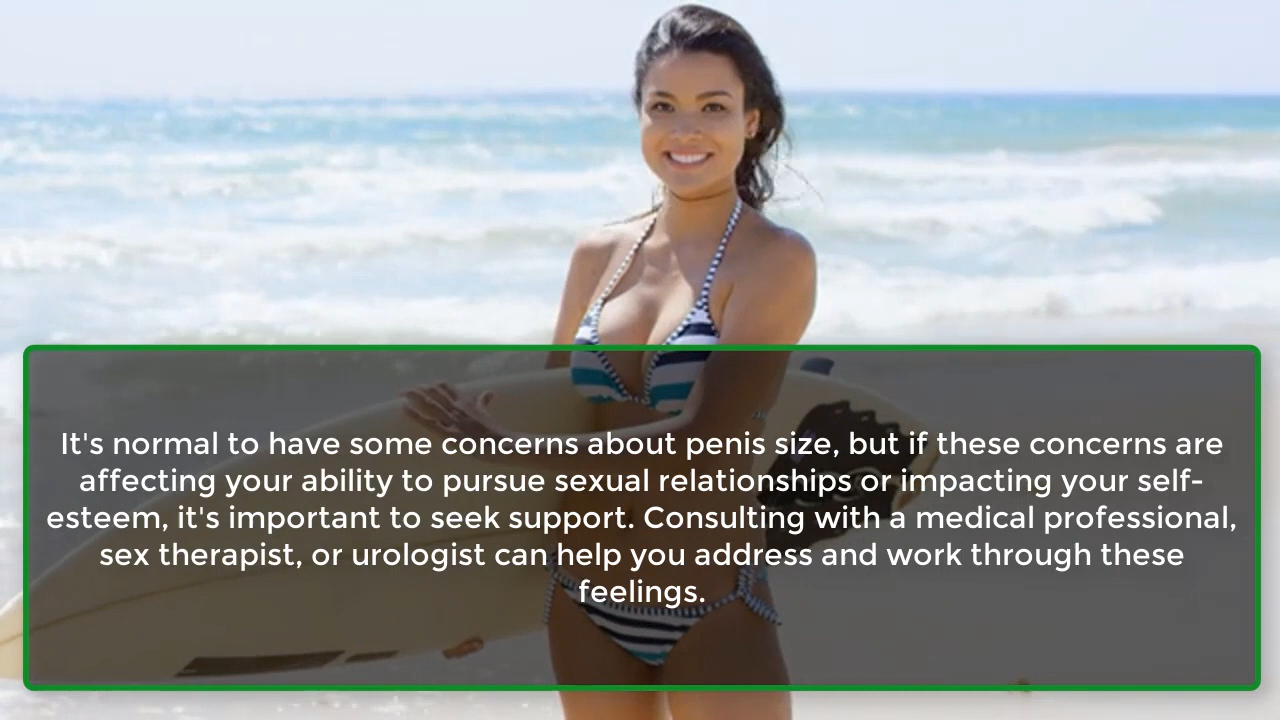 It's normal to have some concerns about penis size, but if these concerns are
affecting your ability to pursue sexual relationships or impacting your self-
esteem, it's important to seek support. Consulting with a medical professional,
sex therapist, or urologist can help you address and work through these
feelings.